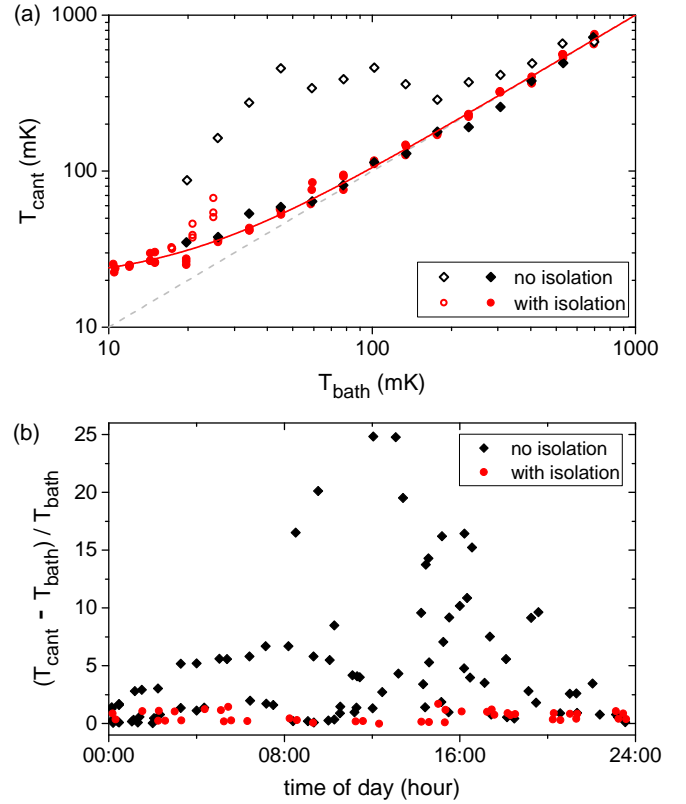 (a)
1000
100
10
T_cant (mK)
no isolation
with isolation
10
100
1000
T_bath (mK)
(b)
25
20
15
10
5
0
(T_cant - T_bath) / T_bath
no isolation
with isolation
00:00
08:00
16:00
24:00
time of day (hour)